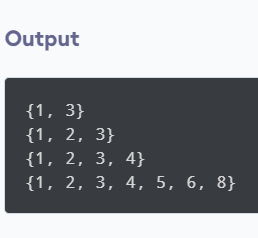 Output
{1, 3}
{1, 2, 3}
{1, 2, 3, 4}
{1, 2, 3, 4, 5, 6, 8}